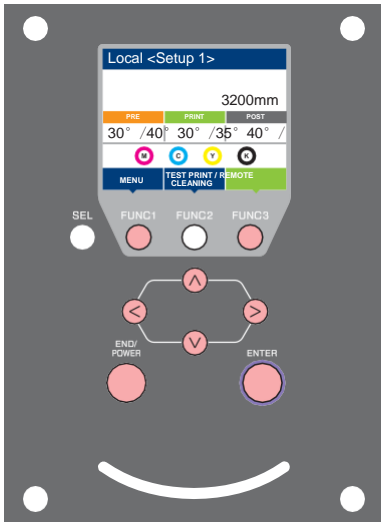 Local <Setup 1>
3200mm
PRE PRINT POST
30° /40° 30° /35° 40° /
M C Y K
MENU TEST PRINT / REMOTE
CLEANING
SEL FUNC1 FUNC2 FUNC3
END/
POWER
ENTER